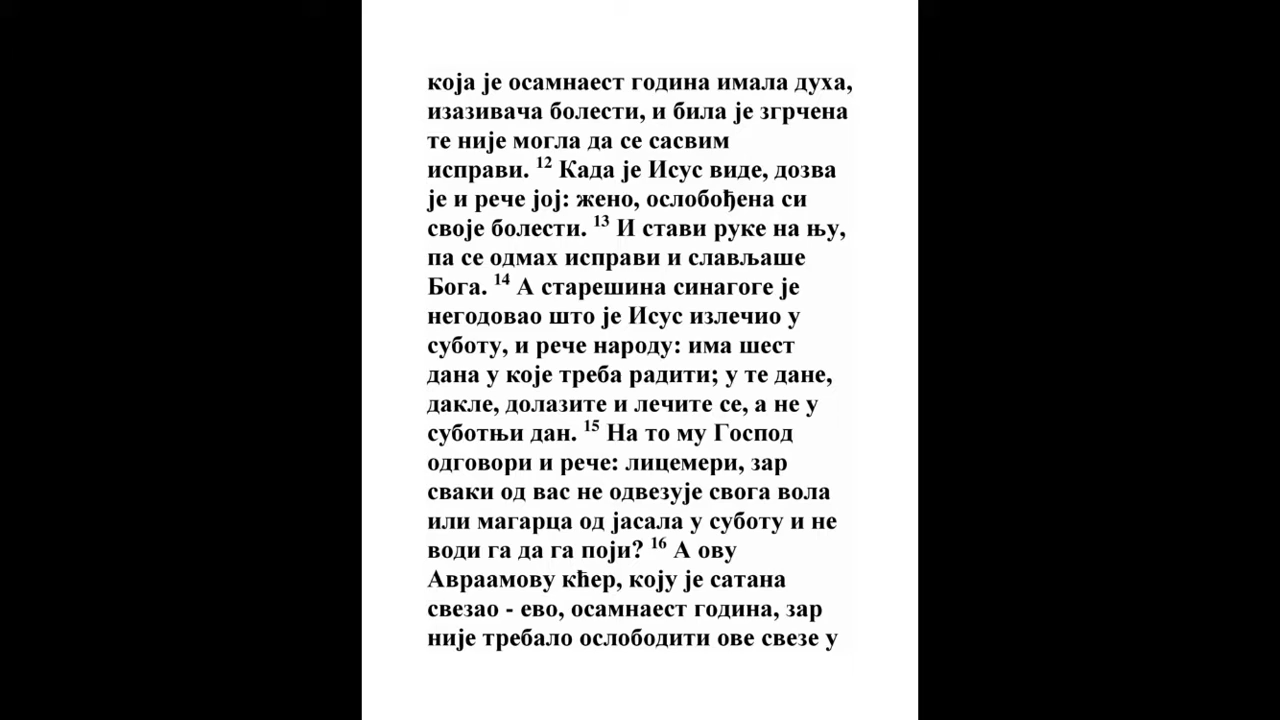 која је осамнаест година имала духа,
изазивача болести, и била је згрчена
те није могла да се сасвим
исправи. 12 Када је Исус виде, дозва
је и рече јој: жено, ослобођена си
своје болести. 13 И стави руке на њу,
па се одмах исправи и слављаше
Бога. 14 А старешина синагоге је
негодовао што је Исус излечио у
суботу, и рече народу: има шест
дана у које треба радити; у те дане,
дакле, долазите и лечите се, а не у
суботњи дан. 15 На то му Господ
одговори и рече: лицемери, зар
сваки од вас не одвезује свога вола
или магарца од јасала у суботу и не
води га да га поји? 16 А ову
Авраамову кћер, коју је сатана
свезао - ево, осамнаест година, зар
није требало ослободити ове свезе у